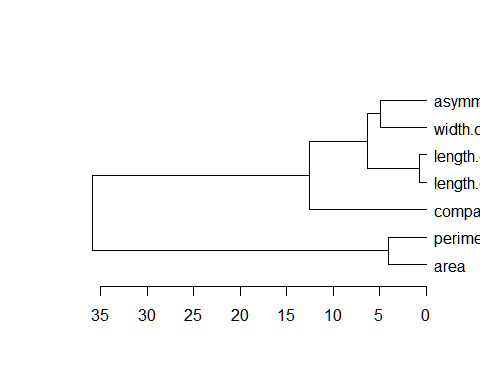 asymm
width.c
length.
length.
compa
perime
area
35 30 25 20 15 10 5 0